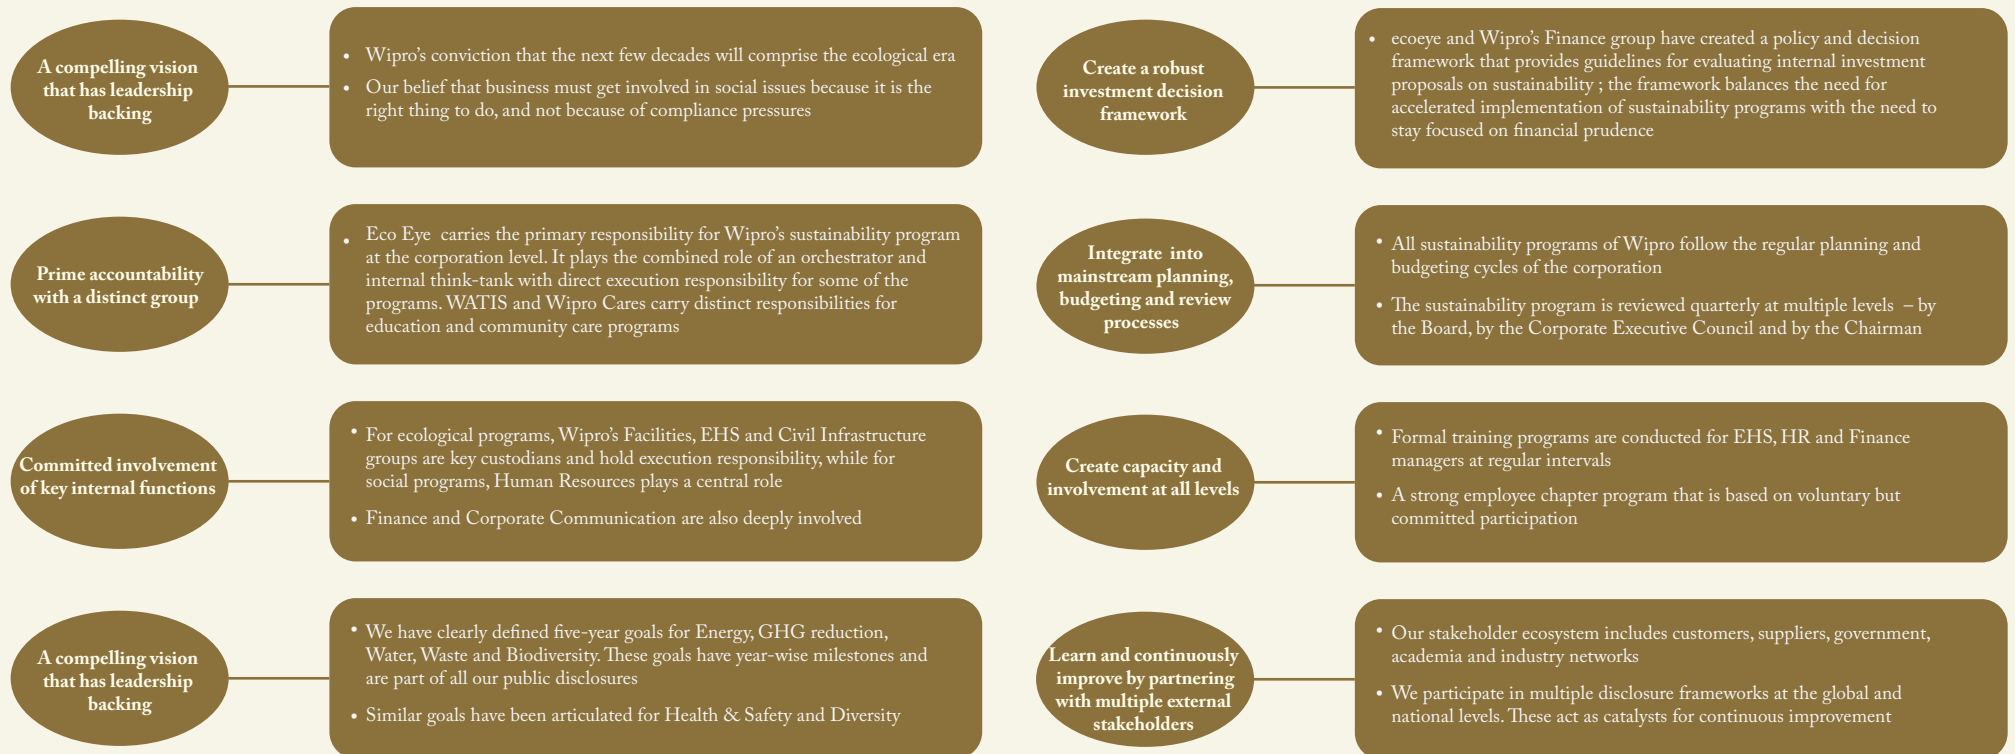 A compelling vision
that has leadership
backing
• Wipro’s conviction that the next few decades will comprise the ecological era
• Our belief that business must get involved in social issues because it is the
right thing to do, and not because of compliance pressures
Prime accountability
with a distinct group
• Eco Eye carries the primary responsibility for Wipro’s sustainability program
at the corporation level. It plays the combined role of an orchestrator and
internal think-tank with direct execution responsibility for some of the
programs. WATIS and Wipro Cares carry distinct responsibilities for
education and community care programs
Committed involvement
of key internal functions
• For ecological programs, Wipro’s Facilities, EHS and Civil Infrastructure
groups are key custodians and hold execution responsibility, while for
social programs, Human Resources plays a central role
• Finance and Corporate Communication are also deeply involved
A compelling vision
that has leadership
backing
• We have clearly defined five-year goals for Energy, GHG reduction,
Water, Waste and Biodiversity. These goals have year-wise milestones and
are part of all our public disclosures
• Similar goals have been articulated for Health & Safety and Diversity
Create a robust
investment decision
framework
• ecoeye and Wipro’s Finance group have created a policy and decision
framework that provides guidelines for evaluating internal investment
proposals on sustainability ; the framework balances the need for
accelerated implementation of sustainability programs with the need to
stay focused on financial prudence
Integrate into
mainstream planning,
budgeting and review
processes
• All sustainability programs of Wipro follow the regular planning and
budgeting cycles of the corporation
• The sustainability program is reviewed quarterly at multiple levels – by
the Board, by the Corporate Executive Council and by the Chairman
Create capacity and
involvement at all levels
• Formal training programs are conducted for EHS, HR and Finance
managers at regular intervals
• A strong employee chapter program that is based on voluntary but
committed participation
Learn and continuously
improve by partnering
with multiple external
stakeholders
• Our stakeholder ecosystem includes customers, suppliers, government,
academia and industry networks
• We participate in multiple disclosure frameworks at the global and
national levels. These act as catalysts for continuous improvement